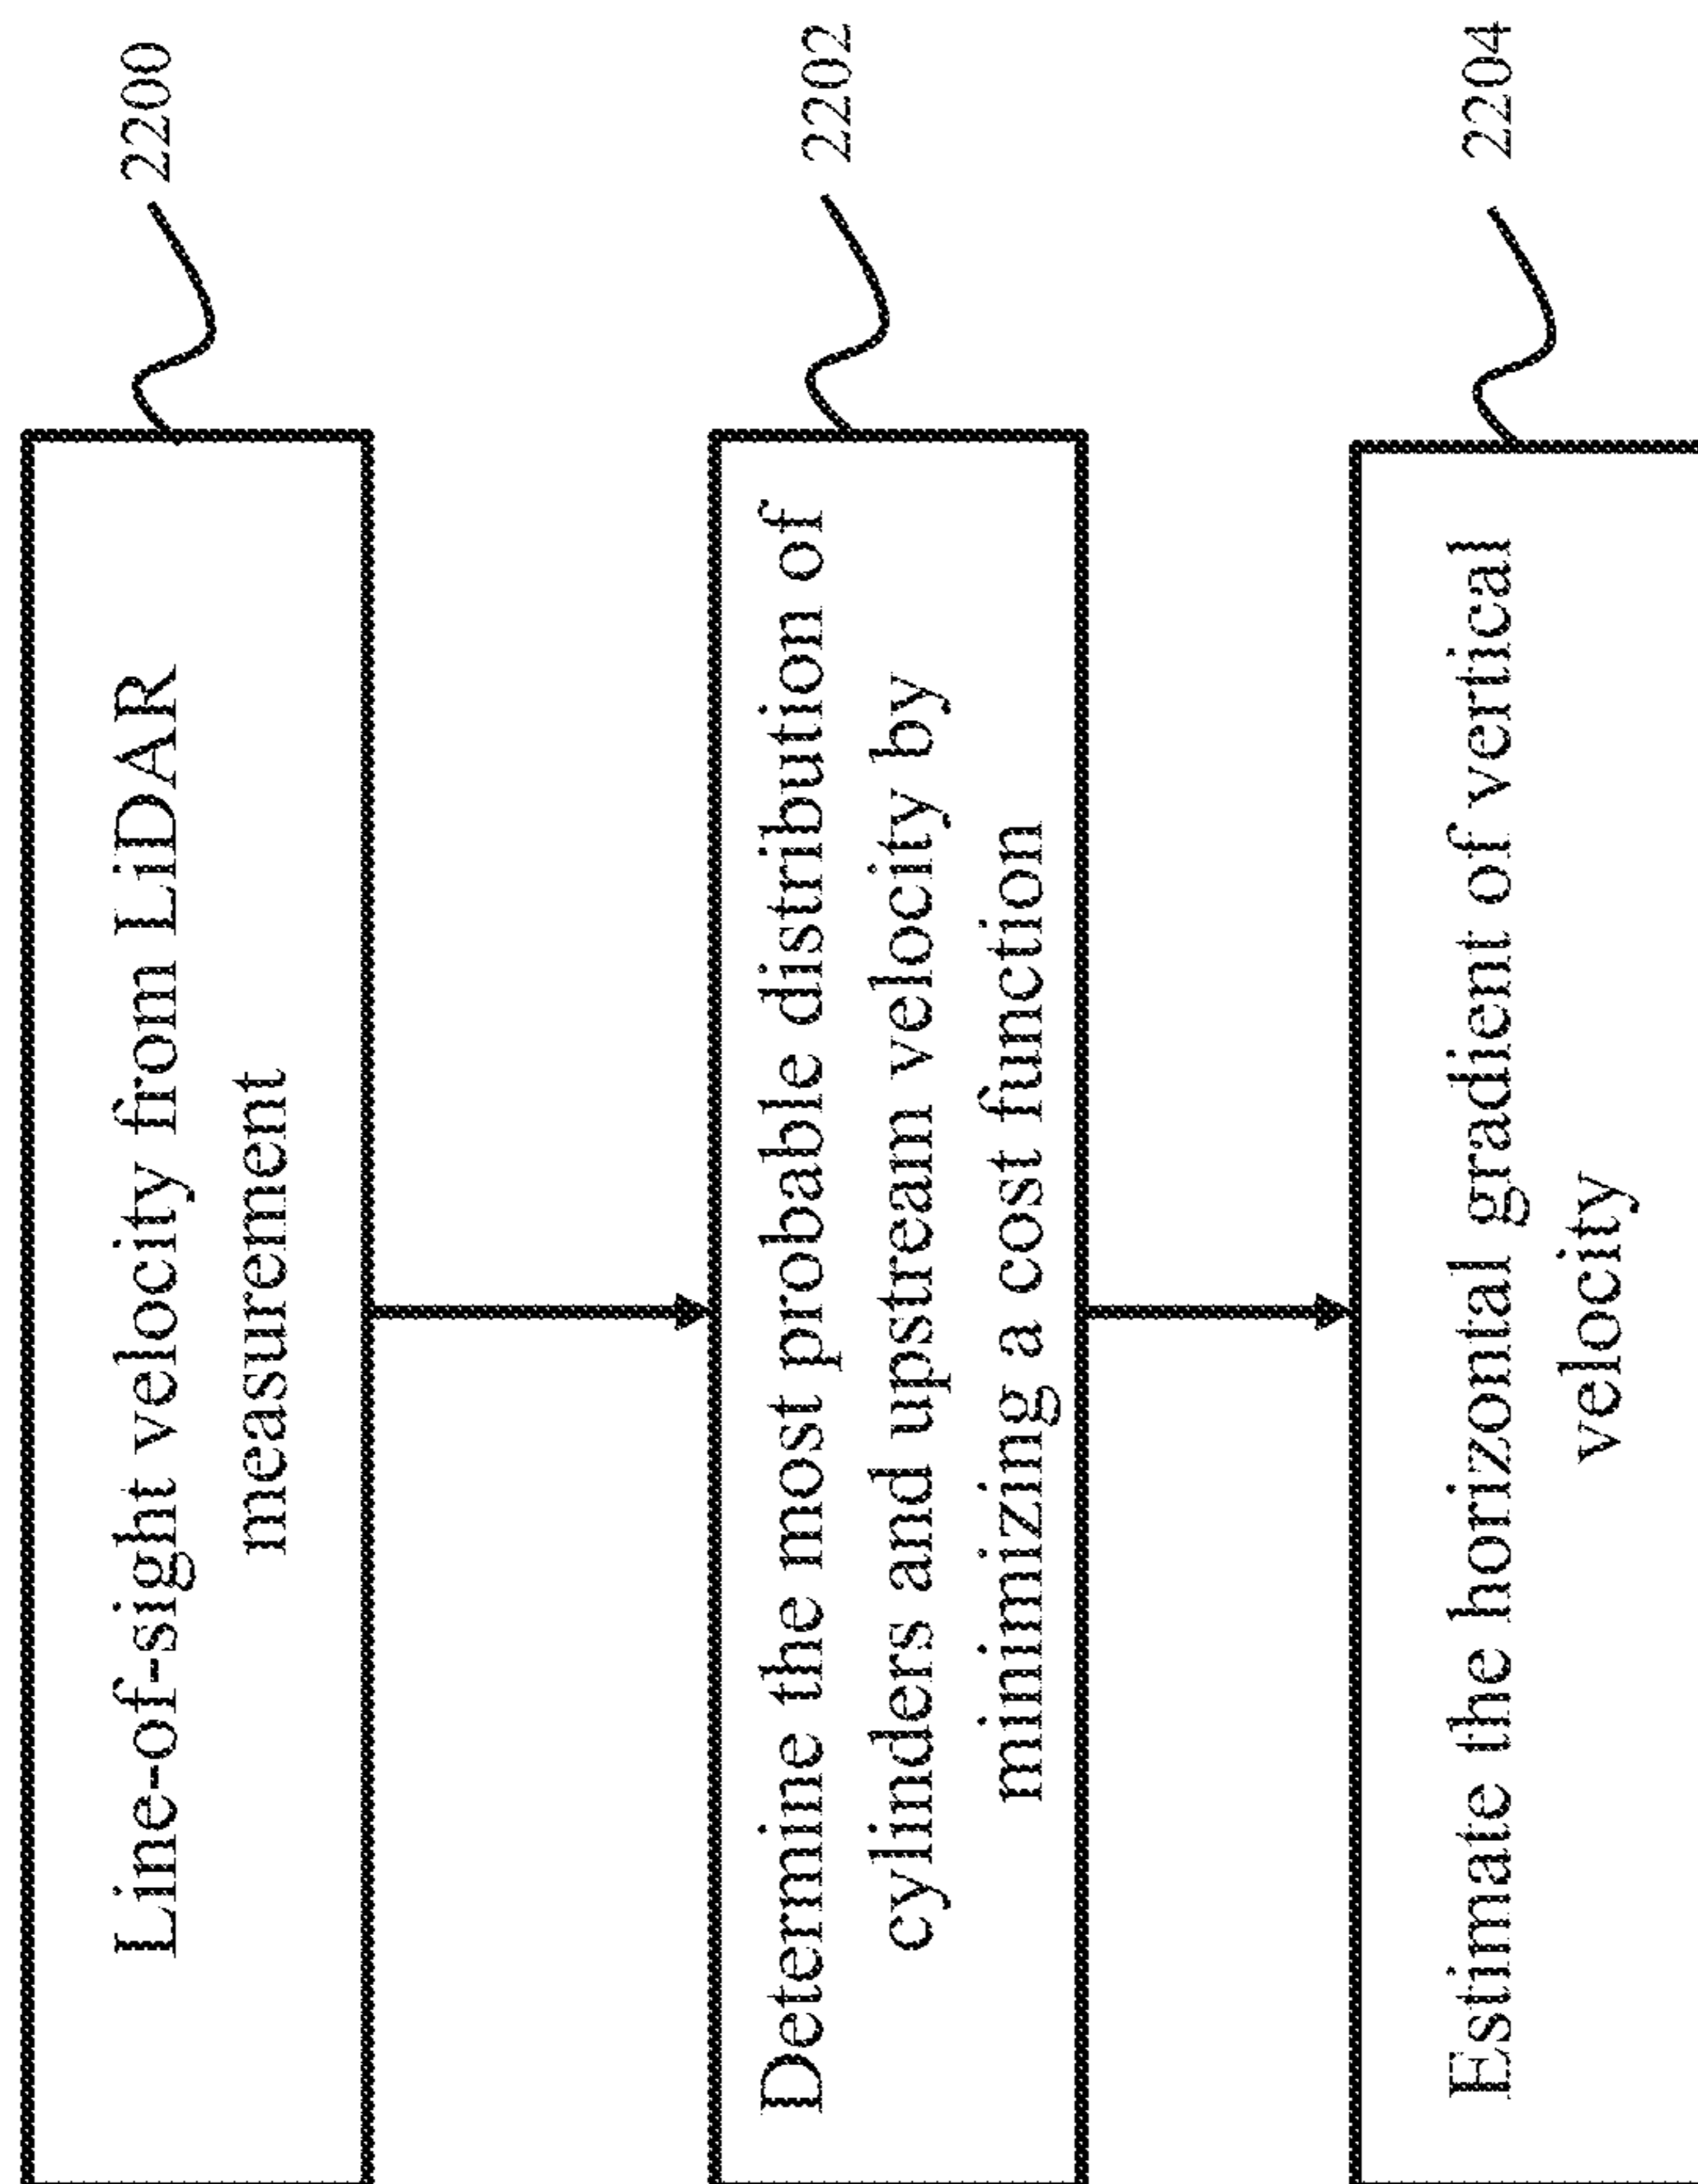 Line-of-sight velocity from LiDAR
measurement
2200
Determine the most probable distribution of
cylinders and upstream velocity by
minimizing a cost function
2202
Estimate the horizontal gradient of vertical
velocity
2204